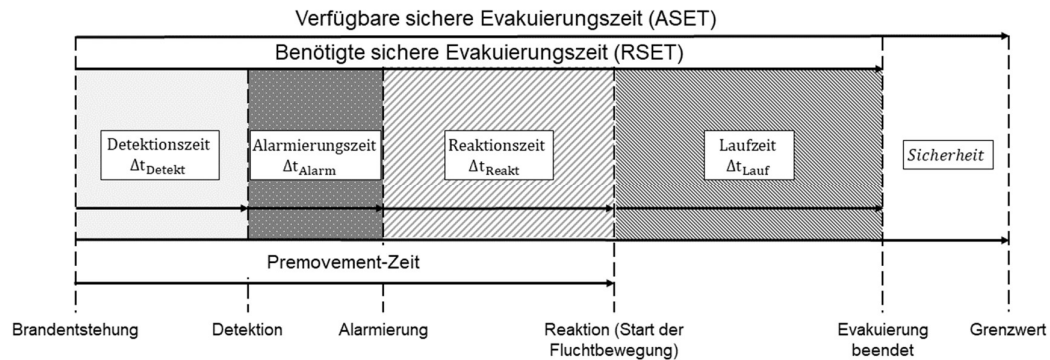 Verfügbare sichere Evakuierungszeit (ASET)
Benötigte sichere Evakuierungszeit (RSET)
Detektionszeit
Δt_Detekt
Alarmierungszeit
Δt_Alarm
Reaktionszeit
Δt_Reakt
Laufzeit
Δt_Lauf
Sicherheit
Premovement-Zeit
Brandentstehung
Detektion
Alarmierung
Reaktion (Start der
Fluchtbewegung)
Evakuierung
beendet
Grenzwert